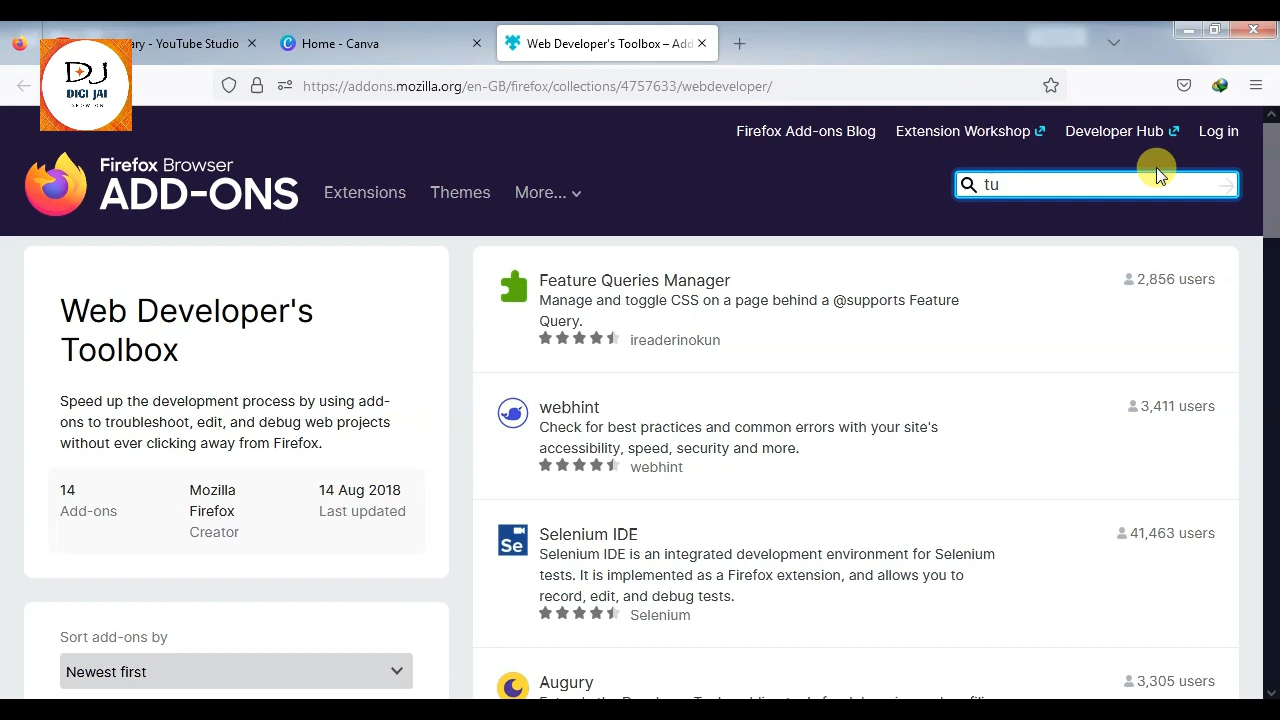 ary - YouTube Studio
Home - Canva
Web Developer's Toolbox – Add
https://addons.mozilla.org/en-GB/firefox/collections/4757633/webdeveloper/
DJ
DIGI JAI
Firefox Add-ons Blog
Extension Workshop
Developer Hub
Log in
Firefox Browser
ADD-ONS
Extensions
Themes
More...
tu
Web Developer's
Toolbox
Speed up the development process by using add-
ons to troubleshoot, edit, and debug web projects
without ever clicking away from Firefox.
14
Add-ons
Mozilla
Firefox
Creator
14 Aug 2018
Last updated
Sort add-ons by
Newest first
Feature Queries Manager
2,856 users
Manage and toggle CSS on a page behind a @supports Feature
Query.
ireaderinokun
webhint
3,411 users
Check for best practices and common errors with your site's
accessibility, speed, security and more.
webhint
Se
Selenium IDE
41,463 users
Selenium IDE is an integrated development environment for Selenium
tests. It is implemented as a Firefox extension, and allows you to
record, edit, and debug tests.
Selenium
Augury
3,305 users